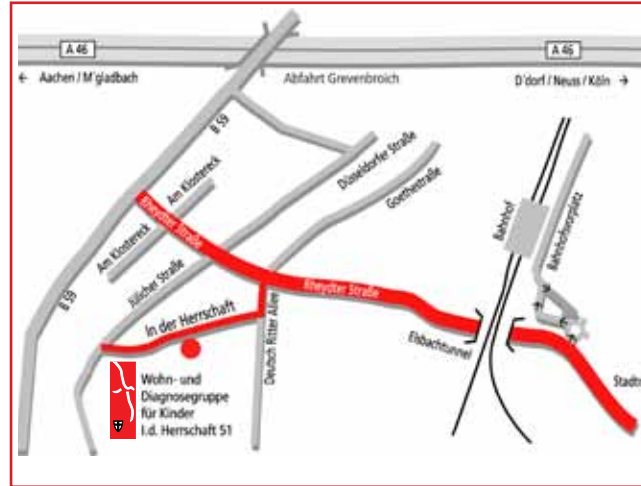 A 46
A 46
← Aachen / M´gladbach
Abfahrt Grevenbroich
D´dorf / Neuss / Köln →
B 59
Am Klostereck
Am Klostereck
Düsseldorfer Straße
Goethestraße
Bahnhof
Bahnhofsvorplatz
Rheydter Straße
Jülicher Straße
B 59
In der Herrschaft
Rheydter Straße
Deutsch Ritter Allee
Elsbachtunnel
Wohn- und
Diagnosegruppe
für Kinder
I.d. Herrschaft 51